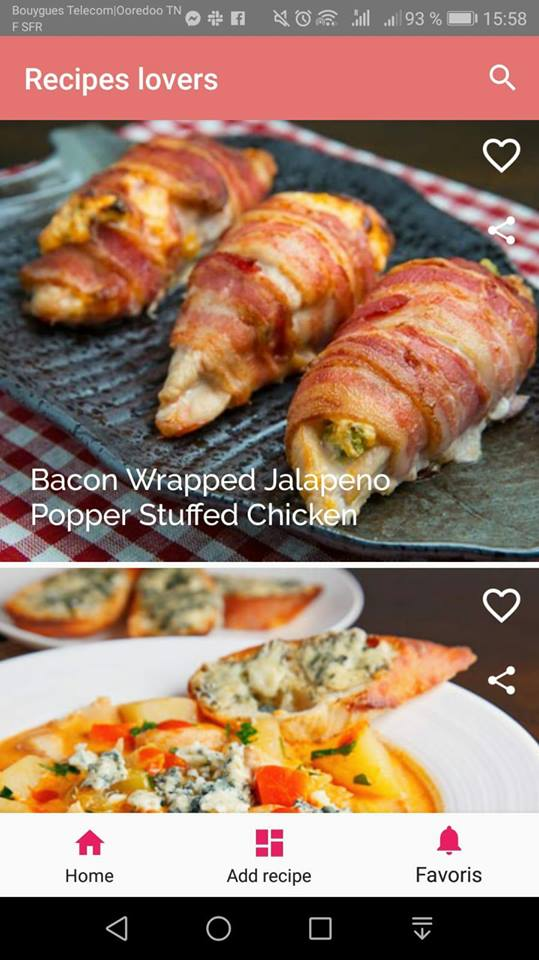 Bouygues Telecom|Ooredoo TN
F SFR
93 %
15:58
Recipes lovers
Bacon Wrapped Jalapeno
Popper Stuffed Chicken
Home
Add recipe
Favoris